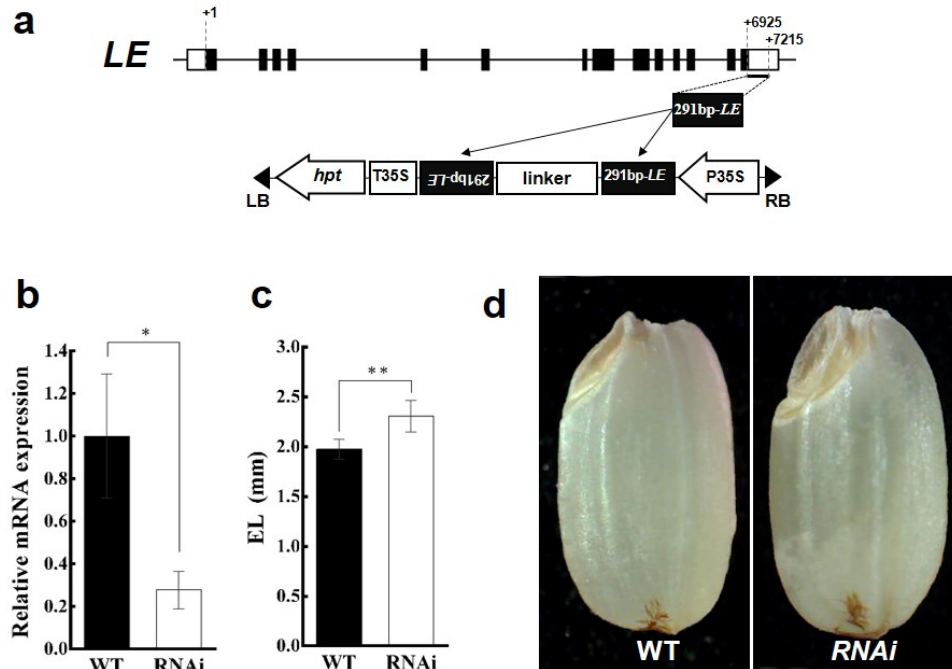 a
LE
+1
+6925
+7215
291bp-LE
hpt
T35S
291bp-LE
linker
291bp-LE
P35S
LB
RB
b
Relative mRNA expression
1.4
1.2
1.0
0.8
0.6
0.4
0.2
0.0
*
WT
RNAi
c
EL (mm)
3.0
2.5
2.0
1.5
1.0
0.5
0.0
**
WT
RNAi
d
WT
RNAi